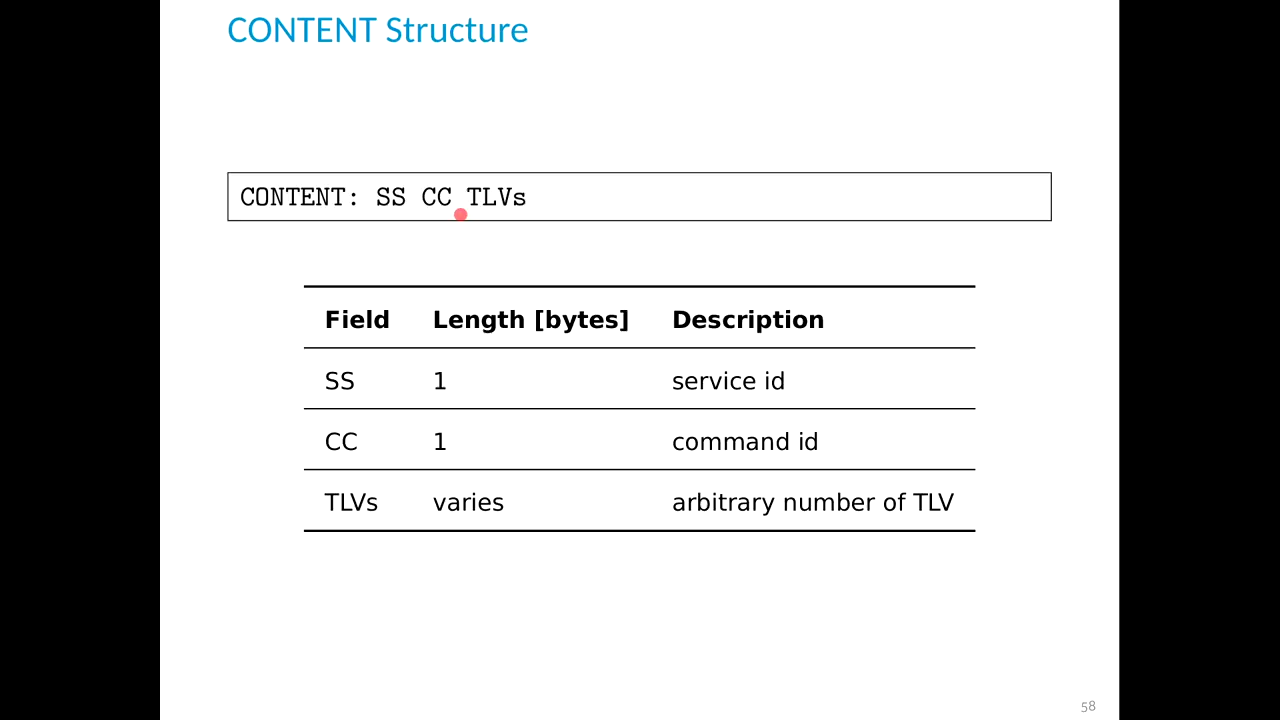 CONTENT Structure
CONTENT: SS CC TLVs
Field Length [bytes] Description
SS 1 service id
CC 1 command id
TLVs varies arbitrary number of TLV
58